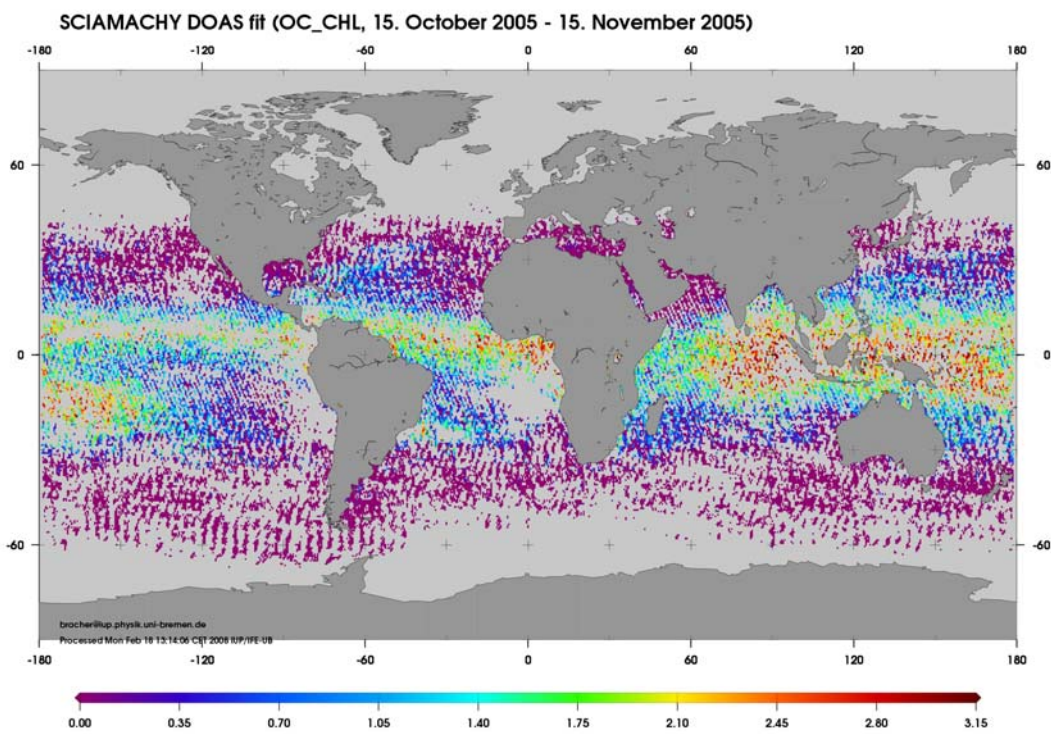 SCIAMACHY DOAS fit (OC_CHL, 15. October 2005 - 15. November 2005)
-180 -120 -60 0 60 120 180
60 60
0 0
-60 -60
bracher@iup.physik.uni-bremen.de
Processed Mon Feb 18 13:14:06 CET 2008 IUP/IFE-UB
-180 -120 -60 0 60 120 180
0.00 0.35 0.70 1.05 1.40 1.75 2.10 2.45 2.80 3.15